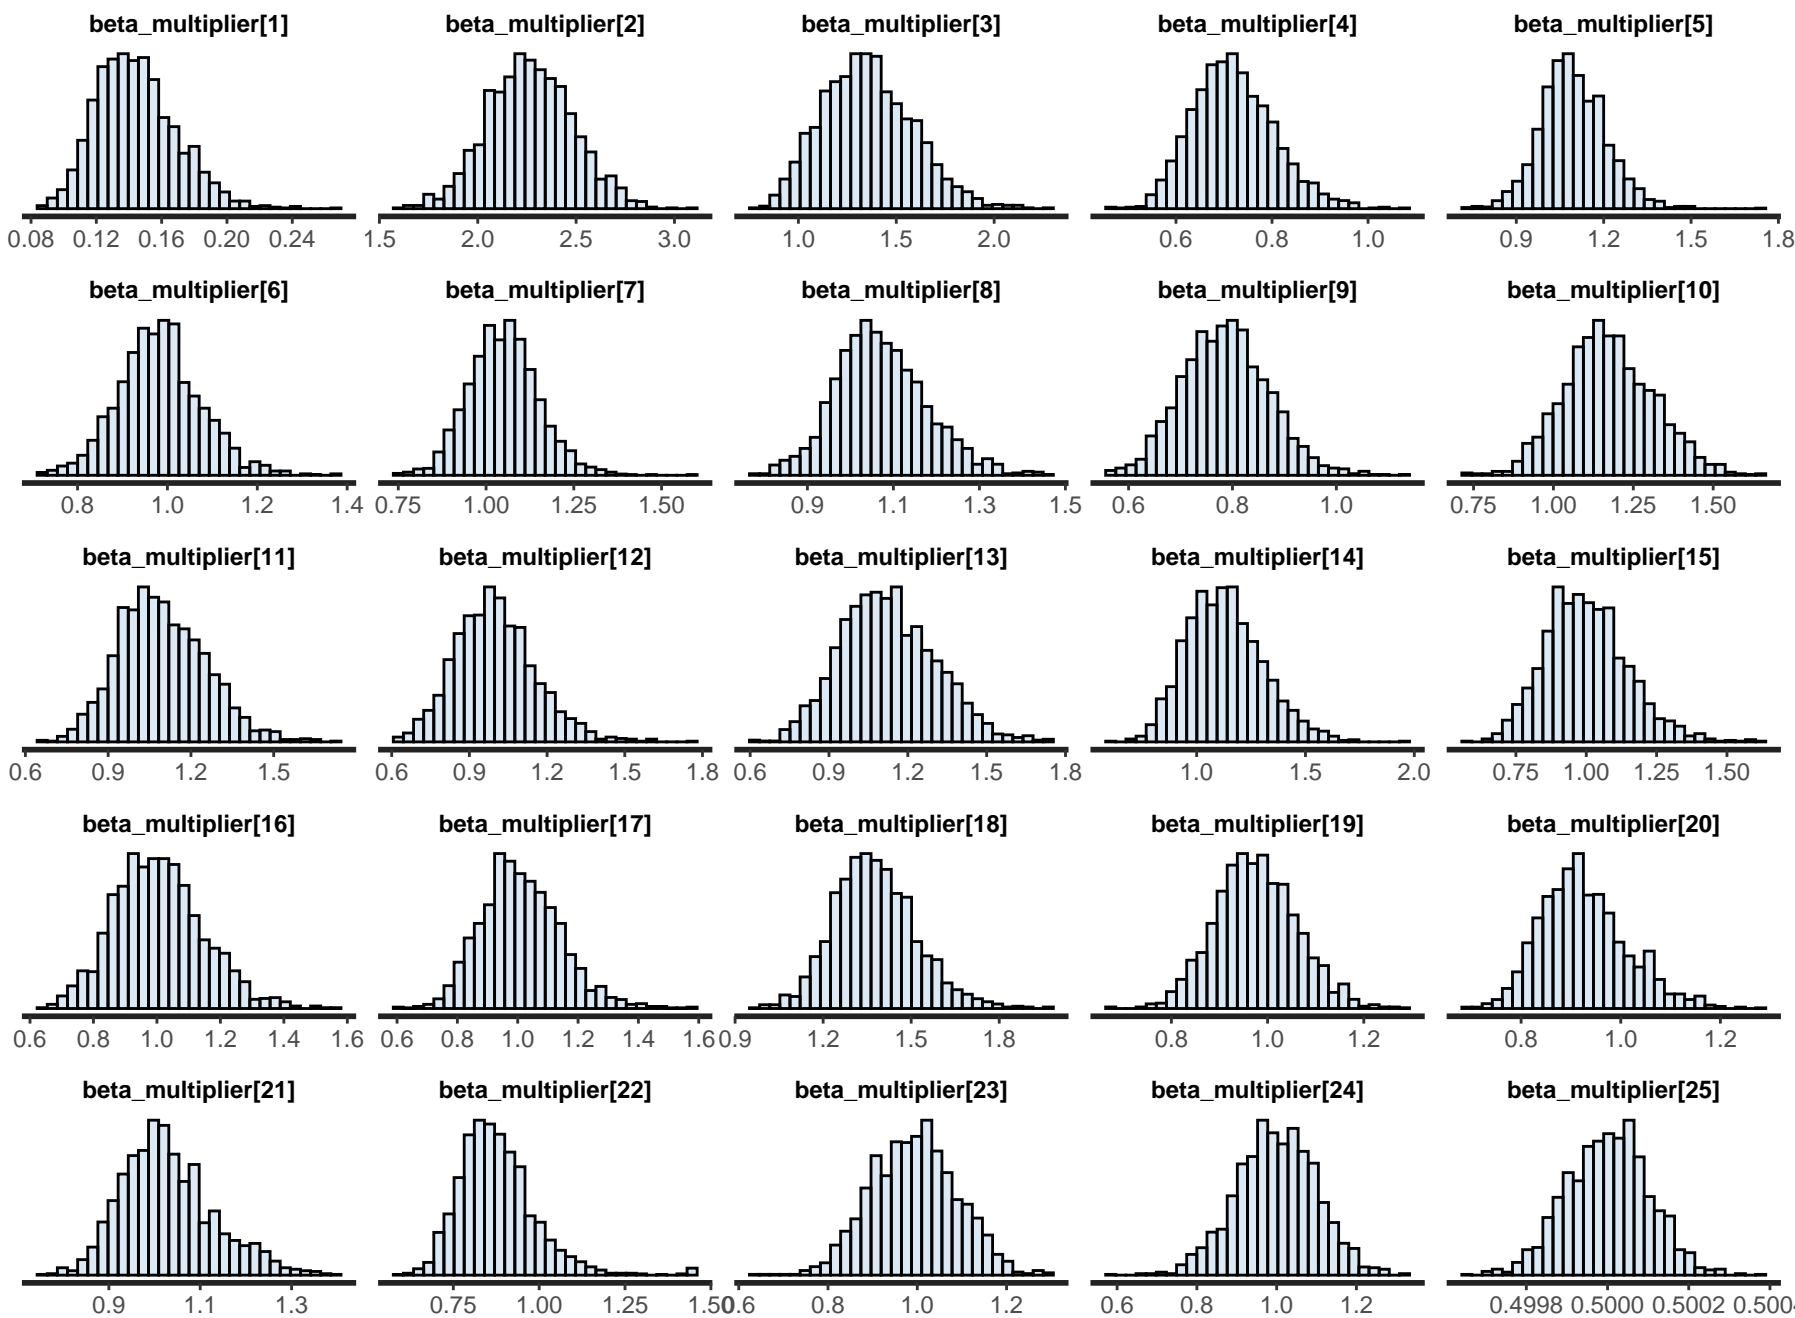 beta_multiplier[1] beta_multiplier[2] beta_multiplier[3] beta_multiplier[4] beta_multiplier[5]
0.08 0.12 0.16 0.20 0.24 1.5 2.0 2.5 3.0 1.0 1.5 2.0 0.6 0.8 1.0 0.9 1.2 1.5 1.8
beta_multiplier[6] beta_multiplier[7] beta_multiplier[8] beta_multiplier[9] beta_multiplier[10]
0.8 1.0 1.2 1.4 0.75 1.00 1.25 1.50 0.9 1.1 1.3 1.5 0.6 0.8 1.0 0.75 1.00 1.25 1.50
beta_multiplier[11] beta_multiplier[12] beta_multiplier[13] beta_multiplier[14] beta_multiplier[15]
0.6 0.9 1.2 1.5 0.6 0.9 1.2 1.5 1.8 0.6 0.9 1.2 1.5 1.8 1.0 1.5 2.0 0.75 1.00 1.25 1.50
beta_multiplier[16] beta_multiplier[17] beta_multiplier[18] beta_multiplier[19] beta_multiplier[20]
0.6 0.8 1.0 1.2 1.4 1.6 0.6 0.8 1.0 1.2 1.4 1.6 0.9 1.2 1.5 1.8 0.8 1.0 1.2 0.8 1.0 1.2
beta_multiplier[21] beta_multiplier[22] beta_multiplier[23] beta_multiplier[24] beta_multiplier[25]
0.9 1.1 1.3 0.75 1.00 1.25 1.50 0.6 0.8 1.0 1.2 0.6 0.8 1.0 1.2 0.4998 0.5000 0.5002 0.5004